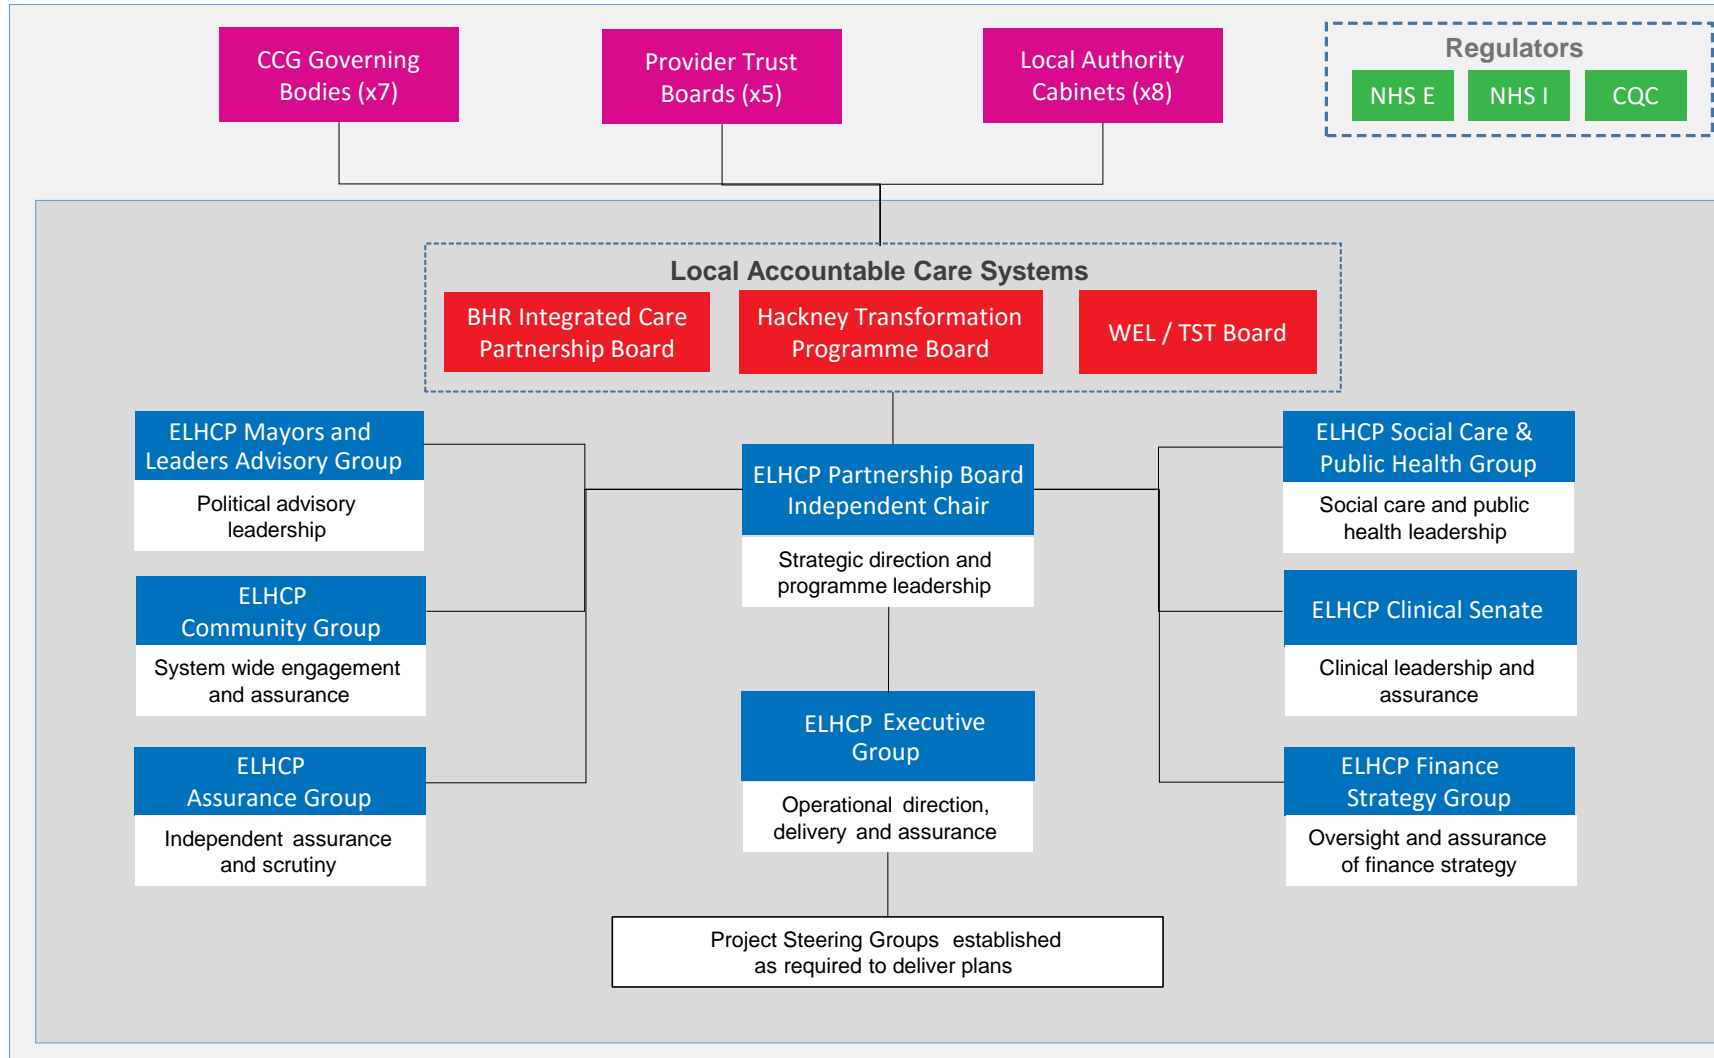 CCG Governing
Bodies (x7)
Provider Trust
Boards (x5)
Local Authority
Cabinets (x8)
Regulators
NHS E
NHS I
CQC
Local Accountable Care Systems
BHR Integrated Care
Partnership Board
Hackney Transformation
Programme Board
WEL / TST Board
ELHCP Mayors and
Leaders Advisory Group
Political advisory
leadership
ELHCP Partnership Board
Independent Chair
Strategic direction and
programme leadership
ELHCP Social Care &
Public Health Group
Social care and public
health leadership
ELHCP
Community Group
System wide engagement
and assurance
ELHCP Clinical Senate
Clinical leadership and
assurance
ELHCP Executive
Group
Operational direction,
delivery and assurance
ELHCP
Assurance Group
Independent assurance
and scrutiny
ELHCP Finance
Strategy Group
Oversight and assurance
of finance strategy
Project Steering Groups established
as required to deliver plans